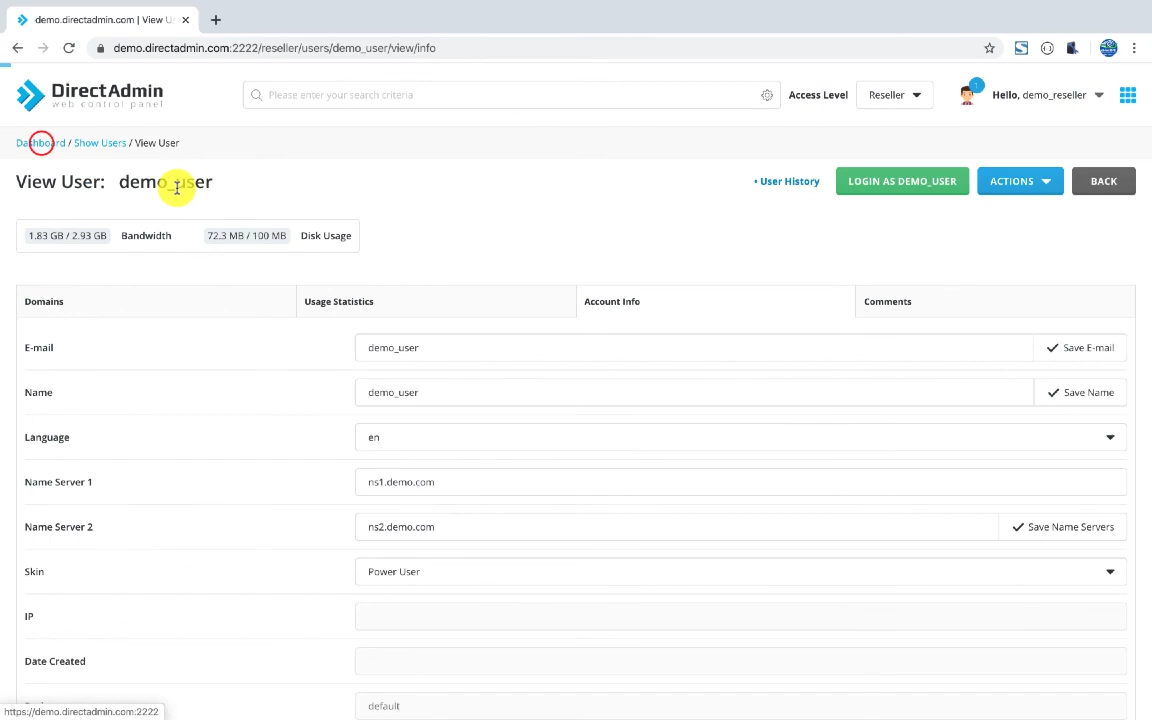 demo.directadmin.com | View Us
demo.directadmin.com:2222/reseller/users/demo_user/view/info
DirectAdmin
web control panel
Please enter your search criteria
Access Level
Reseller
1
Hello, demo_reseller
Dashboard / Show Users / View User
View User: demo_user
• User History
LOGIN AS DEMO_USER
ACTIONS
BACK
1.83 GB / 2.93 GB Bandwidth 72.3 MB / 100 MB Disk Usage
Domains Usage Statistics Account Info Comments
E-mail demo_user Save E-mail
Name demo_user Save Name
Language en
Name Server 1 ns1.demo.com
Name Server 2 ns2.demo.com Save Name Servers
Skin Power User
IP
Date Created
default
https://demo.directadmin.com:2222